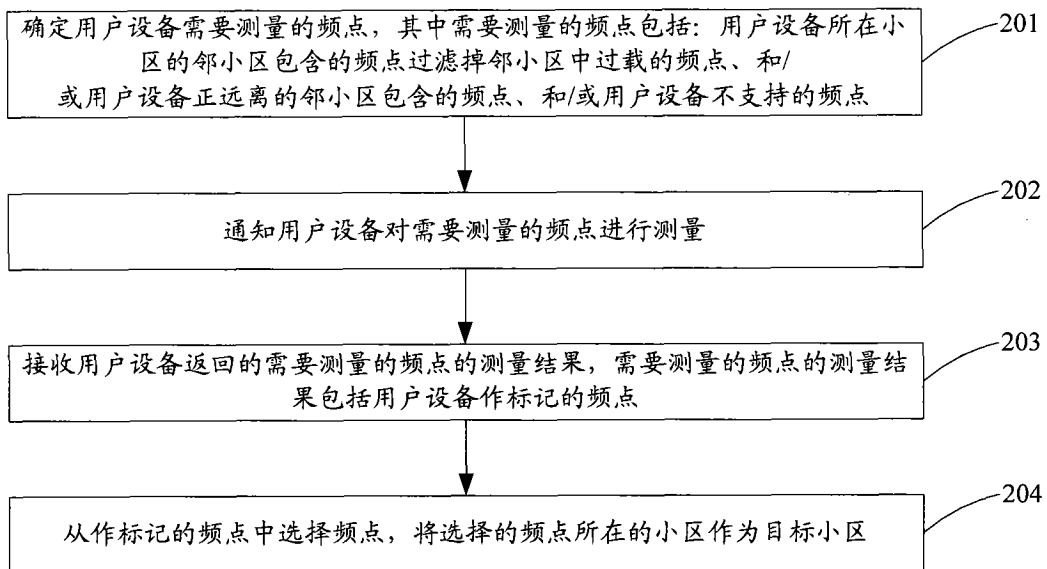 确定用户设备需要测量的频点，其中需要测量的频点包括：用户设备所在小
区的邻小区包含的频点过滤掉邻小区中过载的频点、和/
或用户设备正远离的邻小区包含的频点、和/或用户设备不支持的频点
201
通知用户设备对需要测量的频点进行测量
202
接收用户设备返回的需要测量的频点的测量结果，需要测量的频点的测量结
果包括用户设备作标记的频点
203
从作标记的频点中选择频点，将选择的频点所在的小区作为目标小区
204